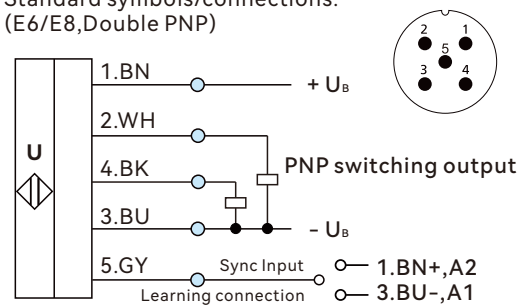 Standard symbols/connections:
(E6/E8,Double PNP)
2 1
5
3 4
1.BN
+ UB
2.WH
U
PNP switching output
4.BK
3.BU
- UB
5.GY
Sync Input
1.BN+,A2
Learning connection
3.BU-,A1